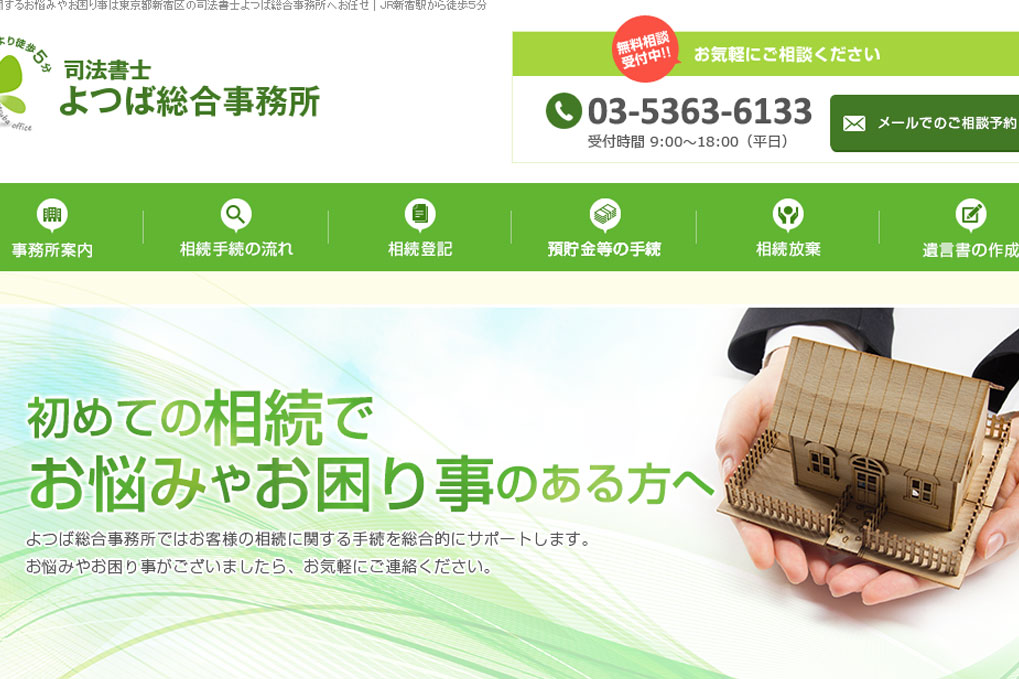 するお悩みやお困り事は東京都新宿区の司法書士よつば総合事務所へお任せ｜JR新宿駅から徒歩5分
より徒歩5分
司法書士
よつば総合事務所
office
無料相談
受付中!!
お気軽にご相談ください
03-5363-6133
受付時間 9:00～18:00（平日）
メールでのご相談予約
事務所案内
相続手続の流れ
相続登記
預貯金等の手続
相続放棄
遺言書の作成
初めての相続で
お悩みやお困り事のある方へ
よつば総合事務所ではお客様の相続に関する手続を総合的にサポートします。
お悩みやお困り事がございましたら、お気軽にご連絡ください。